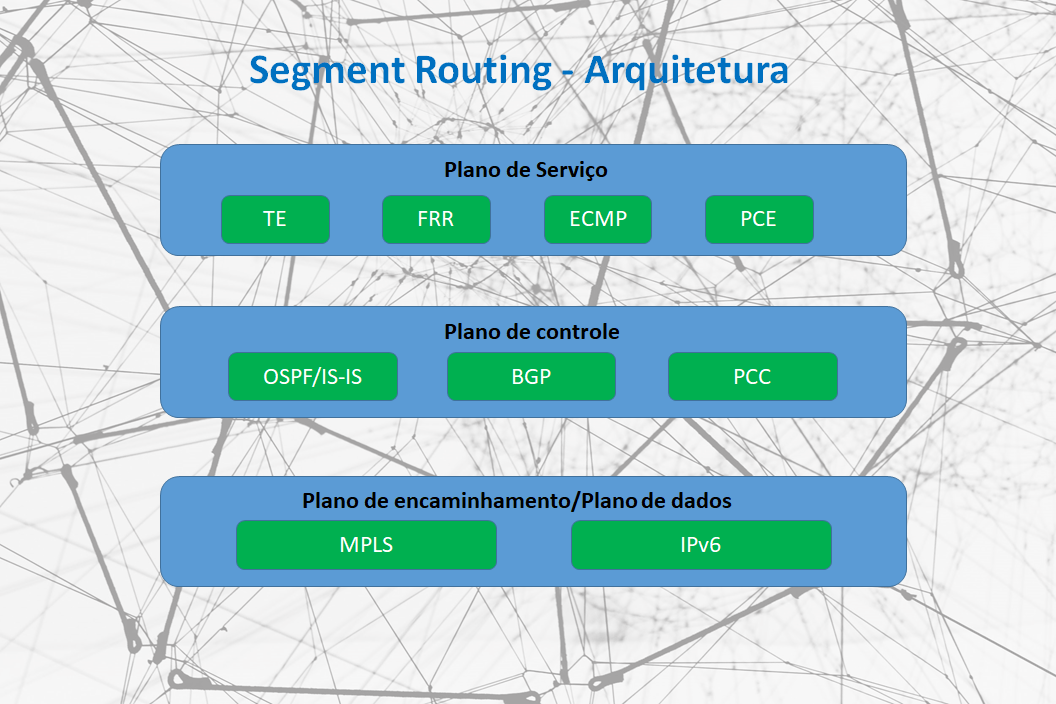 Segment Routing - Arquitetura
Plano de Serviço
TE FRR ECMP PCE
Plano de controle
OSPF/IS-IS BGP PCC
Plano de encaminhamento/Plano de dados
MPLS IPv6